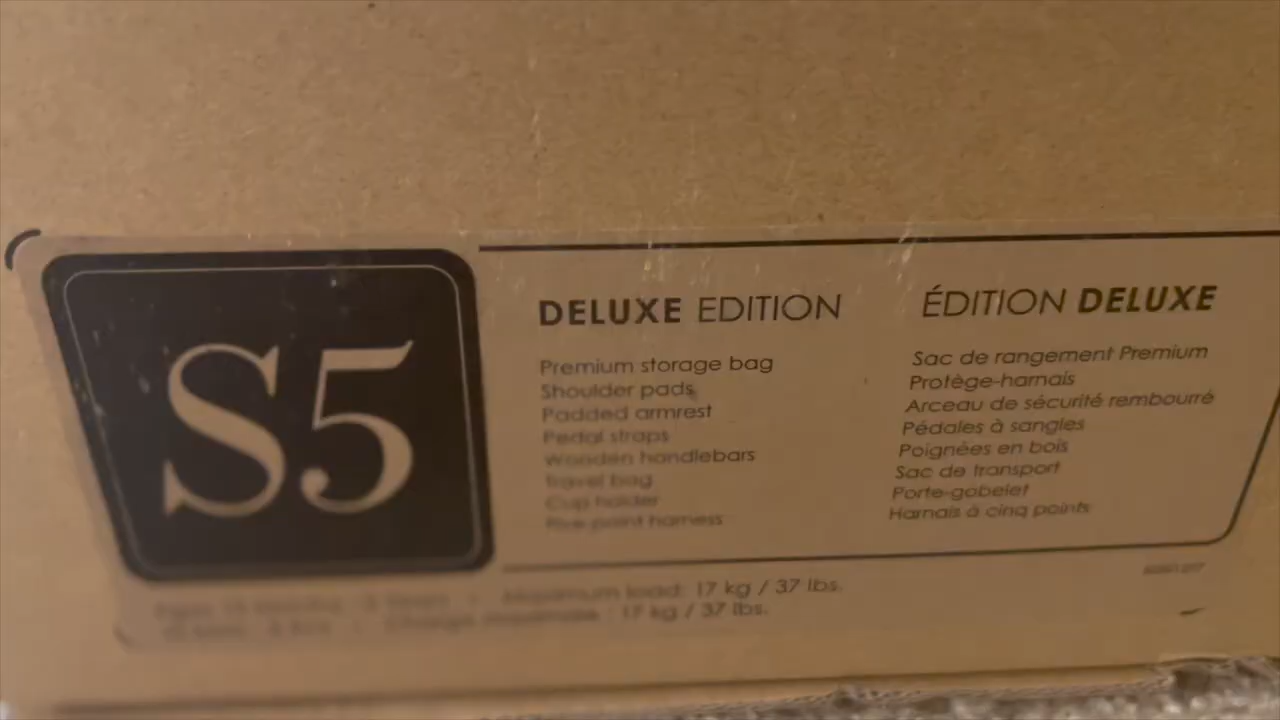 S5
DELUXE EDITION
Premium storage bag
Shoulder pads
Padded armrest
Pedal straps
Wooden handlebars
Travel bag
Cup holder
Five-point harness
ÉDITION DELUXE
Sac de rangement Premium
Protège-harnais
Arceau de sécurité rembourré
Pédales à sangles
Poignées en bois
Sac de transport
Porte-gobelet
Harnais à cinq points
Maximum load: 17 kg / 37 lbs.
Charge maximale : 17 kg / 37 lbs.